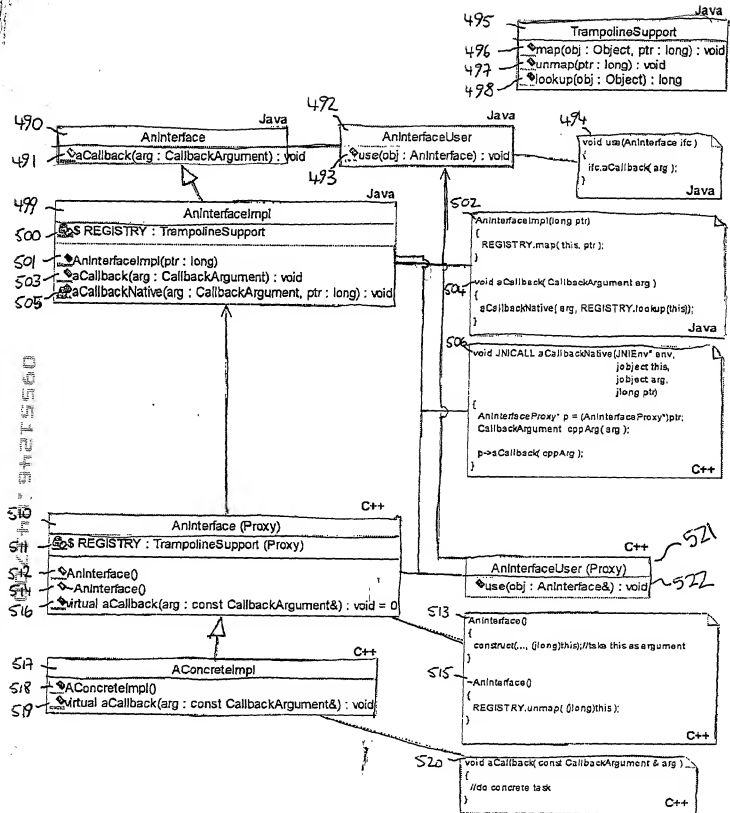 Java
495
TrampolineSupport
496 map(obj : Object, ptr : long) : void
497 unmap(ptr : long) : void
498 lookup(obj : Object) : long
490
Java
AnInterface
491 aCallback(arg : CallbackArgument) : void
492
Java
AnInterfaceUser
493 use(obj : AnInterface) : void
494
void use(AnInterface ifc )
{
ifc.aCallback( arg );
}
Java
499
Java
AnInterfaceImpl
500 $ REGISTRY : TrampolineSupport
501 AnInterfaceImpl(ptr : long)
503 aCallback(arg : CallbackArgument) : void
505 aCallbackNative(arg : CallbackArgument, ptr : long) : void
502
AnInterfaceImpl(long ptr)
{
REGISTRY.map( this, ptr );
}
504
void aCallback( CallbackArgument arg )
{
aCallbackNative( arg, REGISTRY.lookup(this));
}
Java
506
void JNICALL aCallbackNative(JNIEnv* env,
jobject this,
jobject arg,
jlong ptr)
{
AnInterfaceProxy* p = (AnInterfaceProxy*)ptr;
CallbackArgument cppArg( arg );
p->aCallback( cppArg );
}
C++
510
C++
AnInterface (Proxy)
511 $ REGISTRY : TrampolineSupport (Proxy)
512 AnInterface()
514 ~AnInterface()
516 virtual aCallback(arg : const CallbackArgument&) : void = 0
C++
521
AnInterfaceUser (Proxy)
use(obj : AnInterface&) : void
522
517
C++
AConcreteImpl
518 AConcreteImpl()
519 virtual aCallback(arg : const CallbackArgument&) : void
513
AnInterface()
{
construct(..., (jlong)this);//take this as argument
}
515
~AnInterface()
{
REGISTRY.unmap( (jlong)this );
}
C++
520
void aCallback( const CallbackArgument & arg )
{
//do concrete task
}
C++